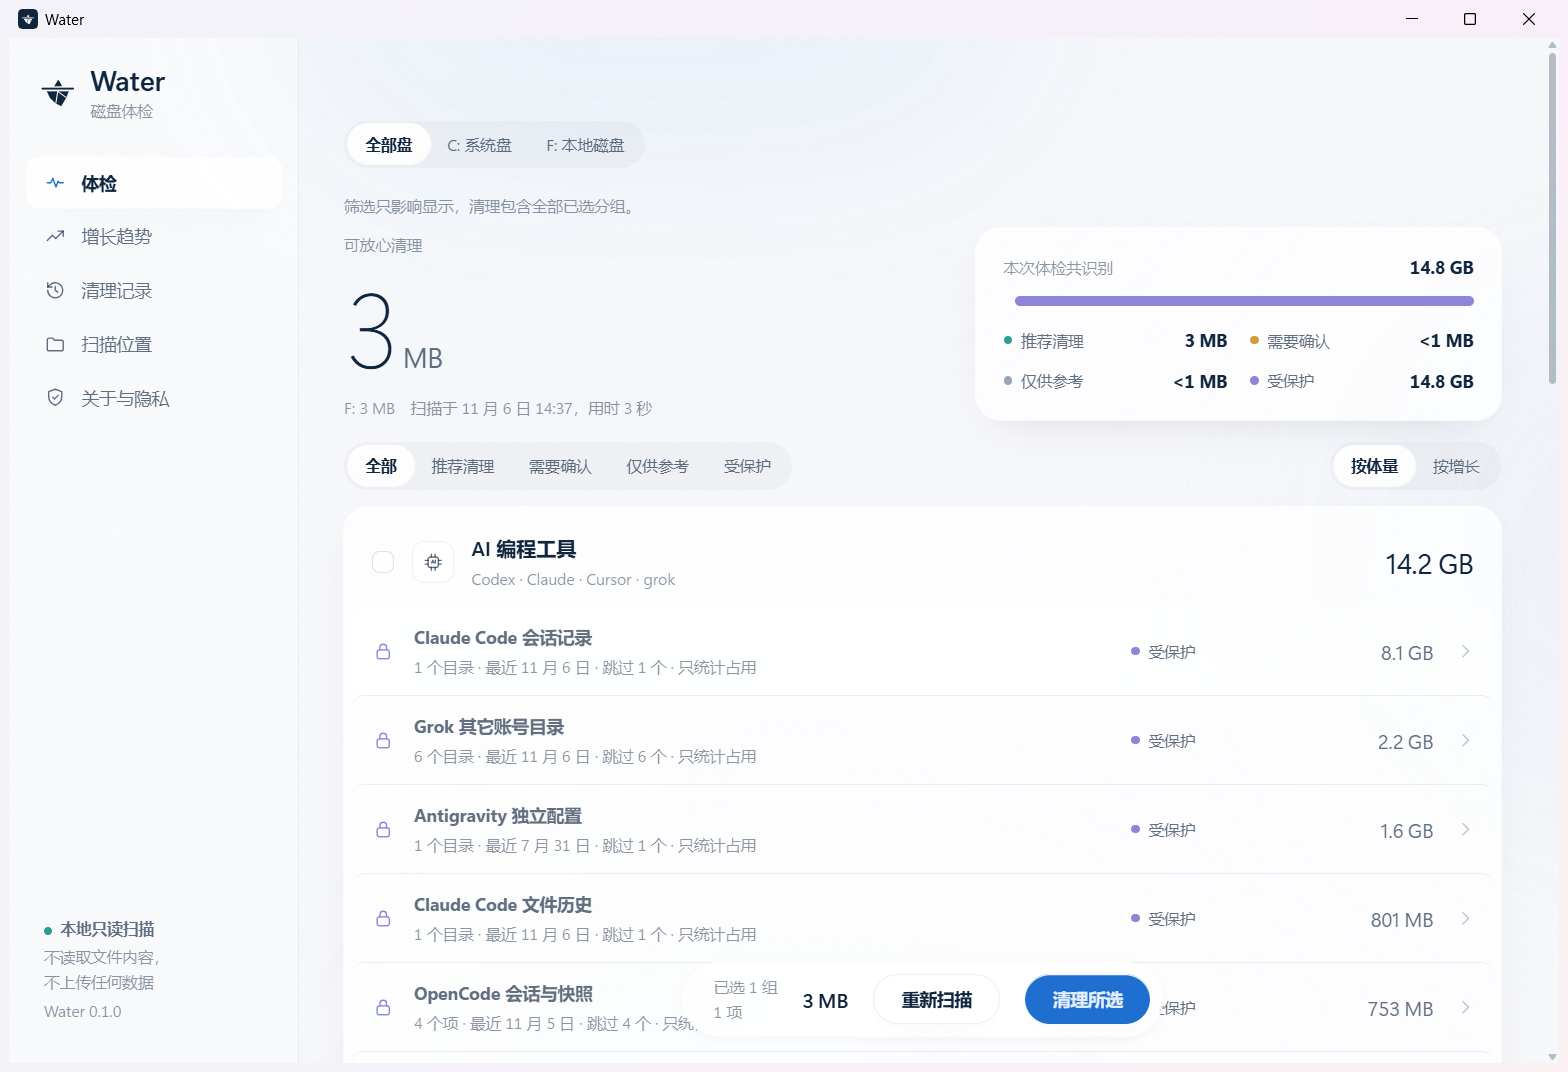 Water
Water
磁盘体检
体检
增长趋势
清理记录
扫描位置
关于与隐私
本地只读扫描
不读取文件内容，
不上传任何数据
Water 0.1.0
全部盘 C: 系统盘 F: 本地磁盘
筛选只影响显示，清理包含全部已选分组。
可放心清理
3 MB
F: 3 MB 扫描于 11 月 6 日 14:37，用时 3 秒
本次体检共识别 14.8 GB
推荐清理 3 MB 需要确认 <1 MB
仅供参考 <1 MB 受保护 14.8 GB
全部 推荐清理 需要确认 仅供参考 受保护
按体量 按增长
AI 编程工具 14.2 GB
Codex · Claude · Cursor · grok
Claude Code 会话记录
1 个目录 · 最近 11 月 6 日 · 跳过 1 个 · 只统计占用
受保护 8.1 GB
Grok 其它账号目录
6 个目录 · 最近 11 月 6 日 · 跳过 6 个 · 只统计占用
受保护 2.2 GB
Antigravity 独立配置
1 个目录 · 最近 7 月 31 日 · 跳过 1 个 · 只统计占用
受保护 1.6 GB
Claude Code 文件历史
1 个目录 · 最近 11 月 6 日 · 跳过 1 个 · 只统计占用
受保护 801 MB
OpenCode 会话与快照
4 个项 · 最近 11 月 5 日 · 跳过 4 个 · 只
保护 753 MB
已选 1 组
1 项
3 MB 重新扫描 清理所选